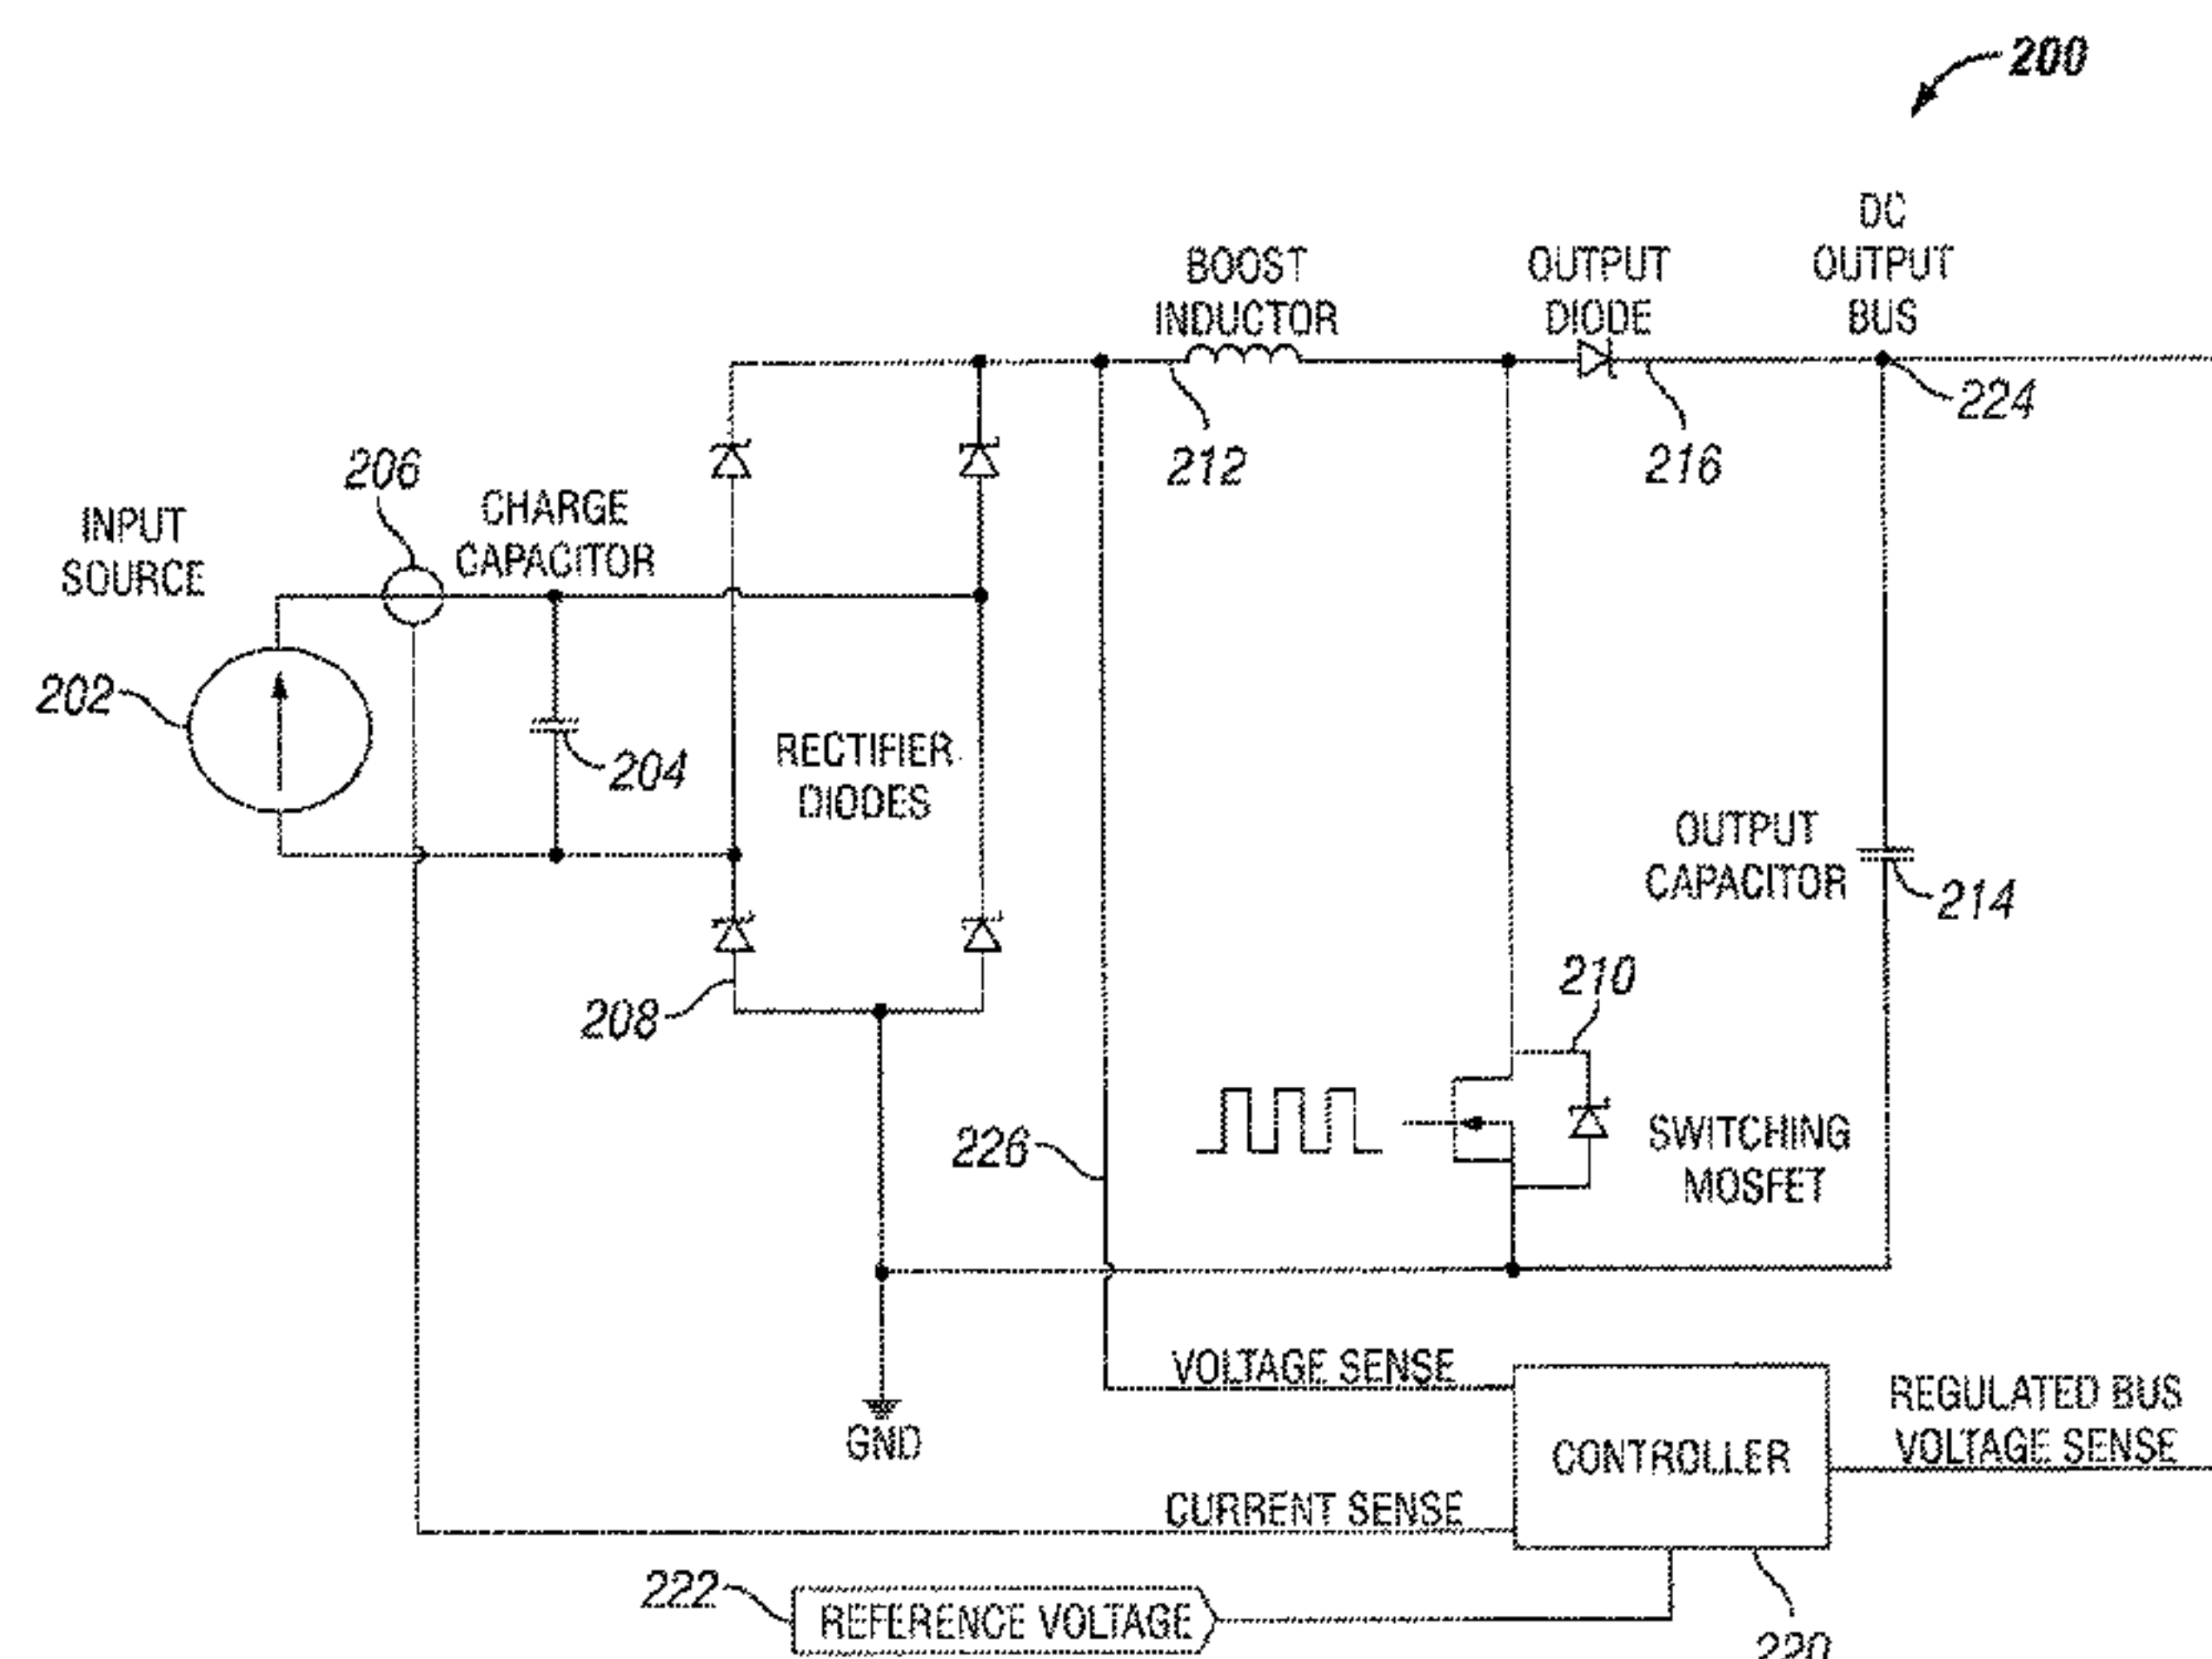 200
DC
OUTPUT
BUS
BOOST
INDUCTOR
OUTPUT
DIODE
224
212
216
206
CHARGE
CAPACITOR
INPUT
SOURCE
202
204
RECTIFIER
DIODES
OUTPUT
CAPACITOR
214
210
208
226
SWITCHING
MOSFET
VOLTAGE SENSE
REGULATED BUS
VOLTAGE SENSE
GND
CONTROLLER
CURRENT SENSE
222
REFERENCE VOLTAGE
220